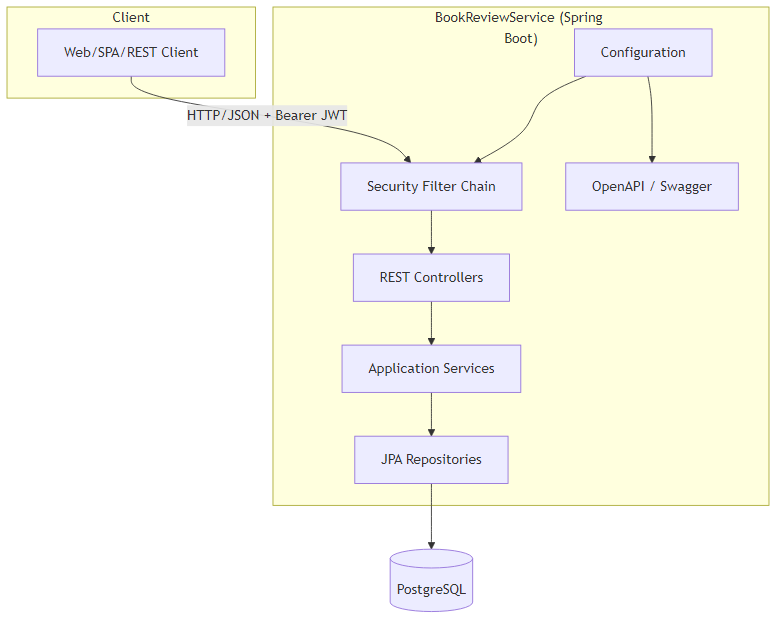 Client
BookReviewService (Spring
Boot)
Web/SPA/REST Client
Configuration
HTTP/JSON + Bearer JWT
Security Filter Chain
OpenAPI / Swagger
REST Controllers
Application Services
JPA Repositories
PostgreSQL